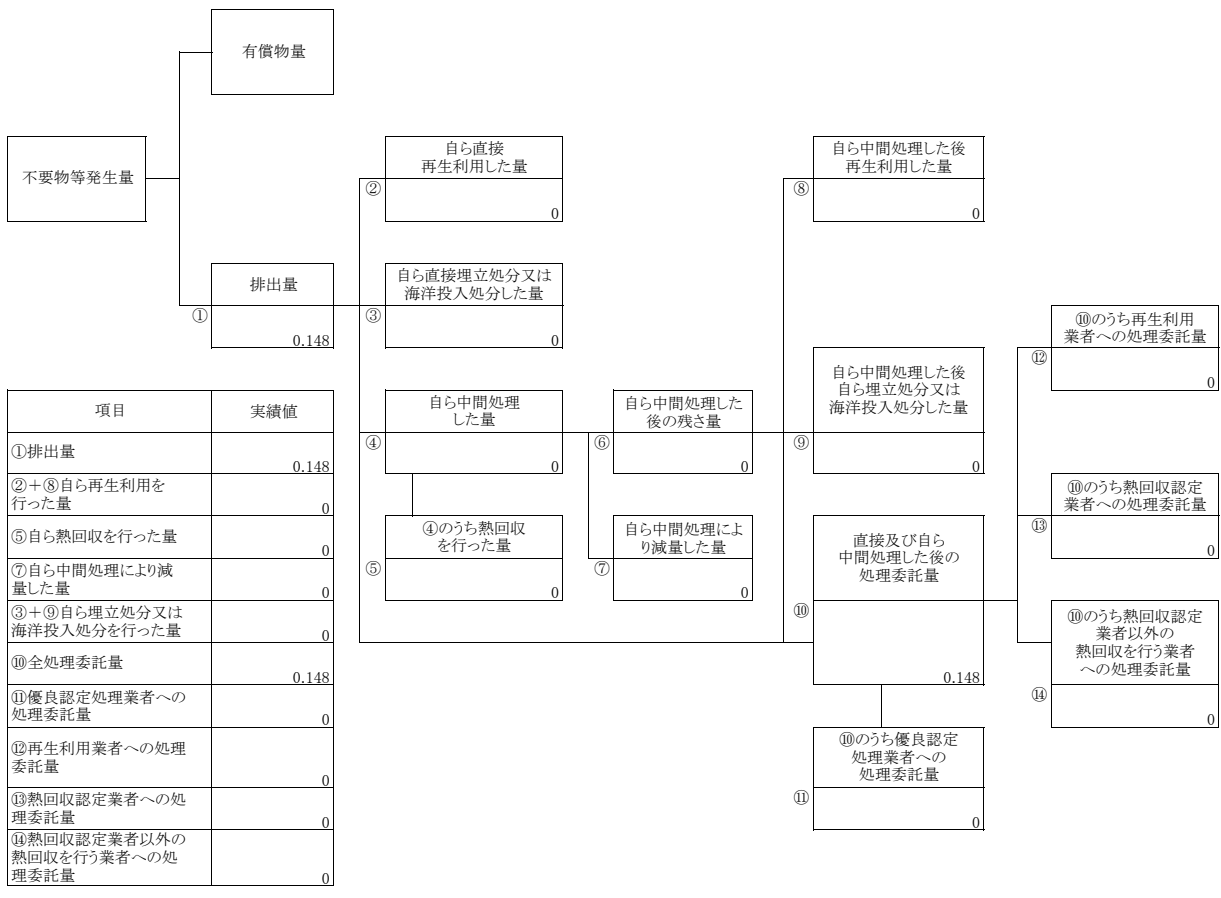 有償物量
不要物等発生量
排出量
①
0.148
自ら直接
再生利用した量
②
0
自ら直接埋立処分又は
海洋投入処分した量
③
0
自ら中間処理
した量
④
0
④のうち熱回収
を行った量
⑤
0
自ら中間処理した
後の残さ量
⑥
0
自ら中間処理によ
り減量した量
⑦
0
自ら中間処理した後
再生利用した量
⑧
0
自ら中間処理した後
自ら埋立処分又は
海洋投入処分した量
⑨
0
直接及び自ら
中間処理した後の
処理委託量
⑩
0.148
⑩のうち優良認定
処理業者への
処理委託量
⑪
0
⑩のうち再生利用
業者への処理委託量
⑫
0
⑩のうち熱回収認定
業者への処理委託量
⑬
0
⑩のうち熱回収認定
業者以外の
熱回収を行う業者
への処理委託量
⑭
0
項目 実績値
①排出量
0.148
②＋⑧自ら再生利用を
行った量
0
⑤自ら熱回収を行った量
0
⑦自ら中間処理により減
量した量
0
③＋⑨自ら埋立処分又は
海洋投入処分を行った量
0
⑩全処理委託量
0.148
⑪優良認定処理業者への
処理委託量
0
⑫再生利用業者への処理
委託量
0
⑬熱回収認定業者への処
理委託量
0
⑭熱回収認定業者以外の
熱回収を行う業者への処
理委託量
0